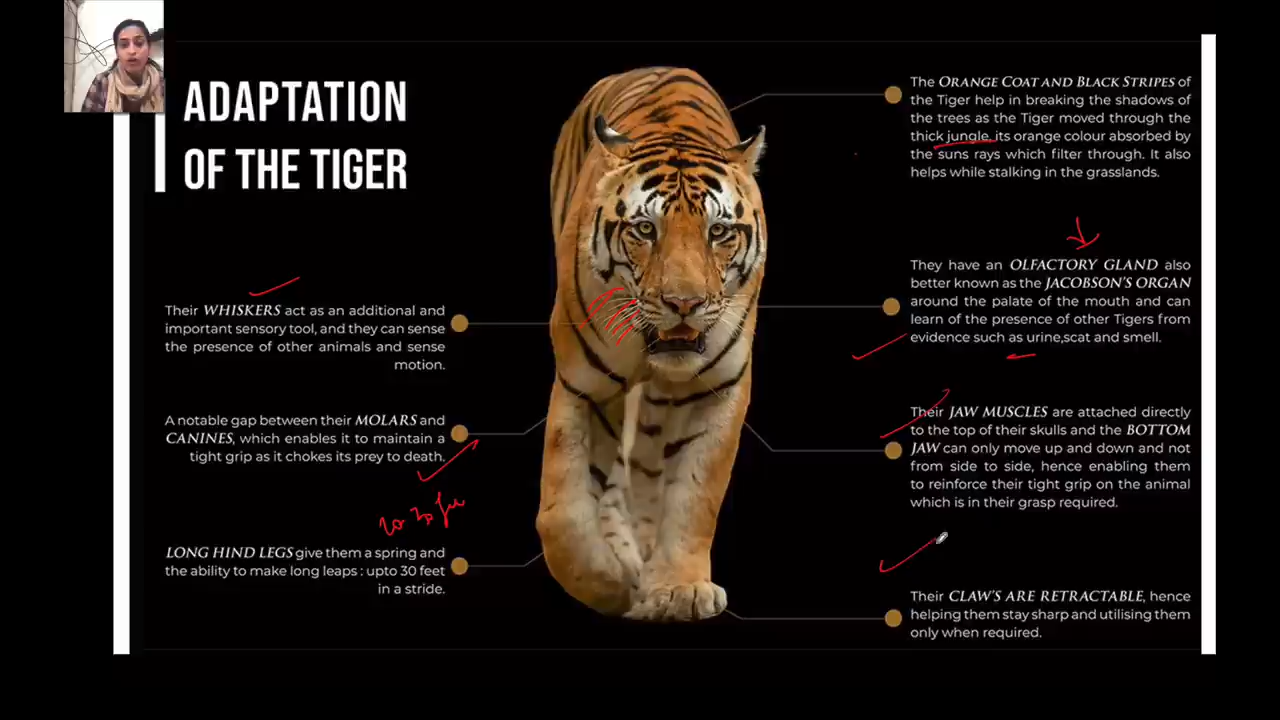 ADAPTATION
OF THE TIGER
Their WHISKERS act as an additional and
important sensory tool, and they can sense
the presence of other animals and sense
motion.
A notable gap between their MOLARS and
CANINES, which enables it to maintain a
tight grip as it chokes its prey to death.
LONG HIND LEGS give them a spring and
the ability to make long leaps : upto 30 feet
in a stride.
The ORANGE COAT AND BLACK STRIPES of
the Tiger help in breaking the shadows of
the trees as the Tiger moved through the
thick jungle. its orange colour absorbed by
the suns rays which filter through. It also
helps while stalking in the grasslands.
They have an OLFACTORY GLAND also
better known as the JACOBSON'S ORGAN
around the palate of the mouth and can
learn of the presence of other Tigers from
evidence such as urine,scat and smell.
Their JAW MUSCLES are attached directly
to the top of their skulls and the BOTTOM
JAW can only move up and down and not
from side to side, hence enabling them
to reinforce their tight grip on the animal
which is in their grasp required.
Their CLAW'S ARE RETRACTABLE, hence
helping them stay sharp and utilising them
only when required.